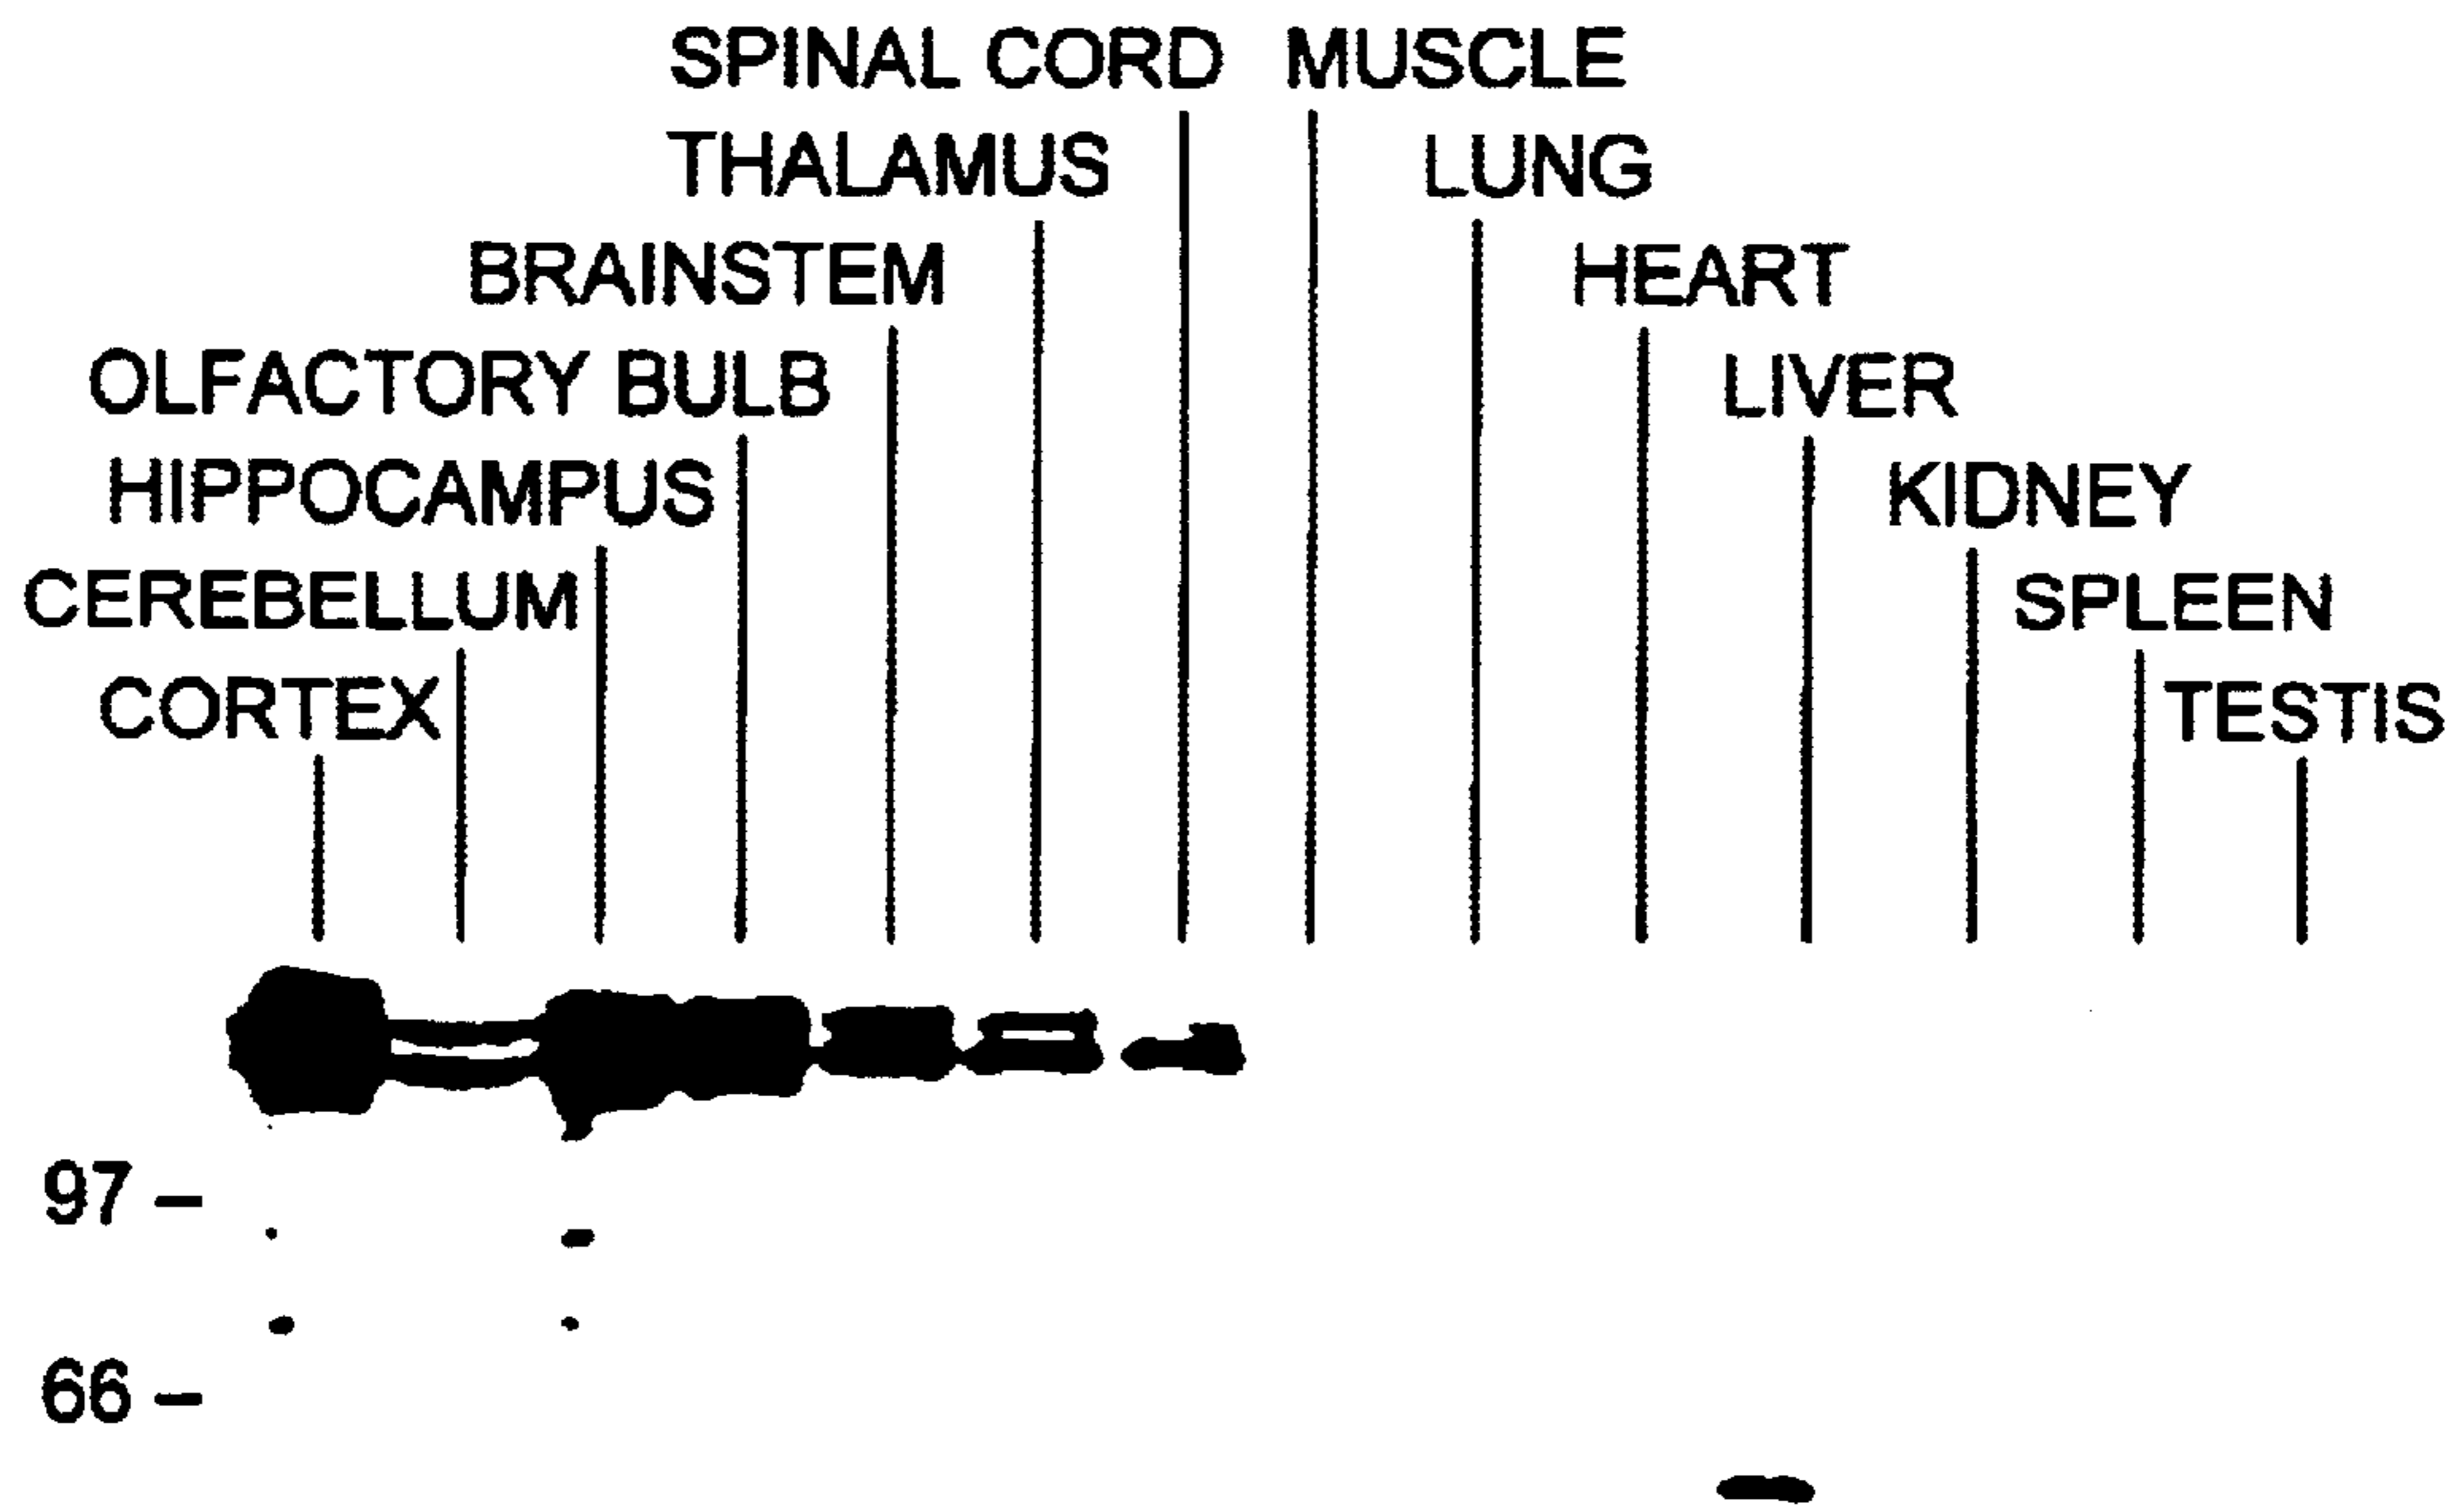 SPINAL CORD MUSCLE
THALAMUS LUNG
BRAINSTEM HEART
OLFACTORY BULB LIVER
HIPPOCAMPUS KIDNEY
CEREBELLUM SPLEEN
CORTEX TESTIS
97 –
66 –